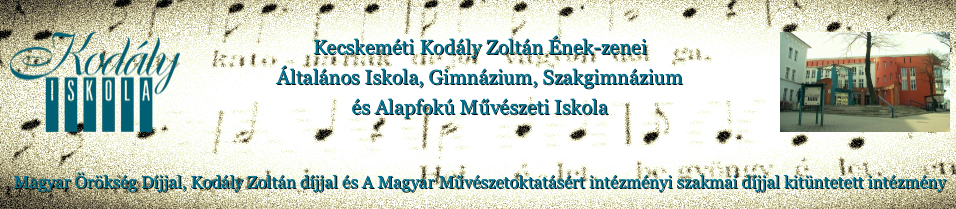 Kodály
ISKOLA
Kecskeméti Kodály Zoltán Ének-zenei
Általános Iskola, Gimnázium, Szakgimnázium
és Alapfokú Művészeti Iskola
Magyar Örökség Díjjal, Kodály Zoltán díjjal és A Magyar Művészetoktatásért intézményi szakmai díjjal kitüntetett intézmény